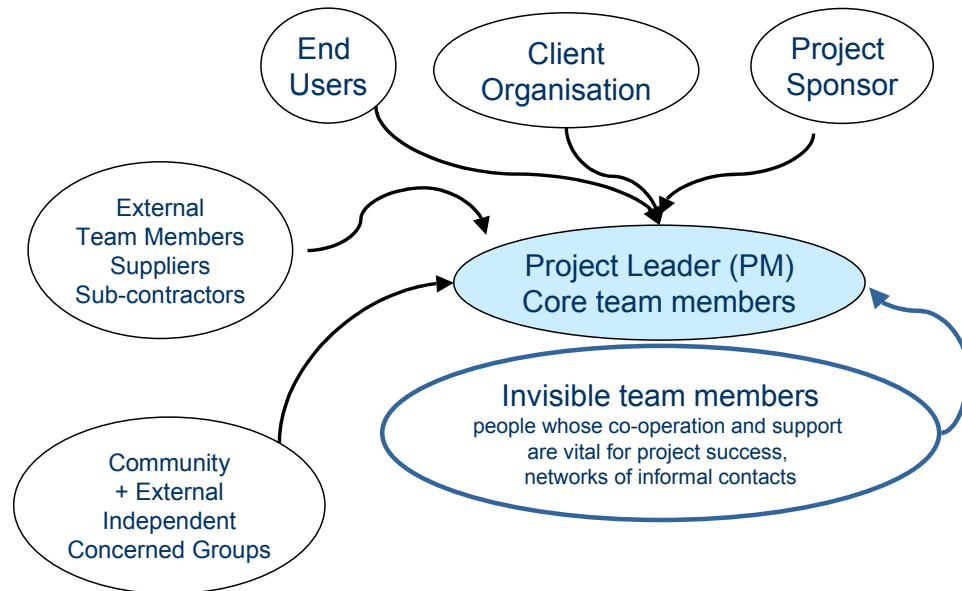 End
Users
Client
Organisation
Project
Sponsor
External
Team Members
Suppliers
Sub-contractors
Project Leader (PM)
Core team members
Invisible team members
people whose co-operation and support
are vital for project success,
networks of informal contacts
Community
+ External
Independent
Concerned Groups